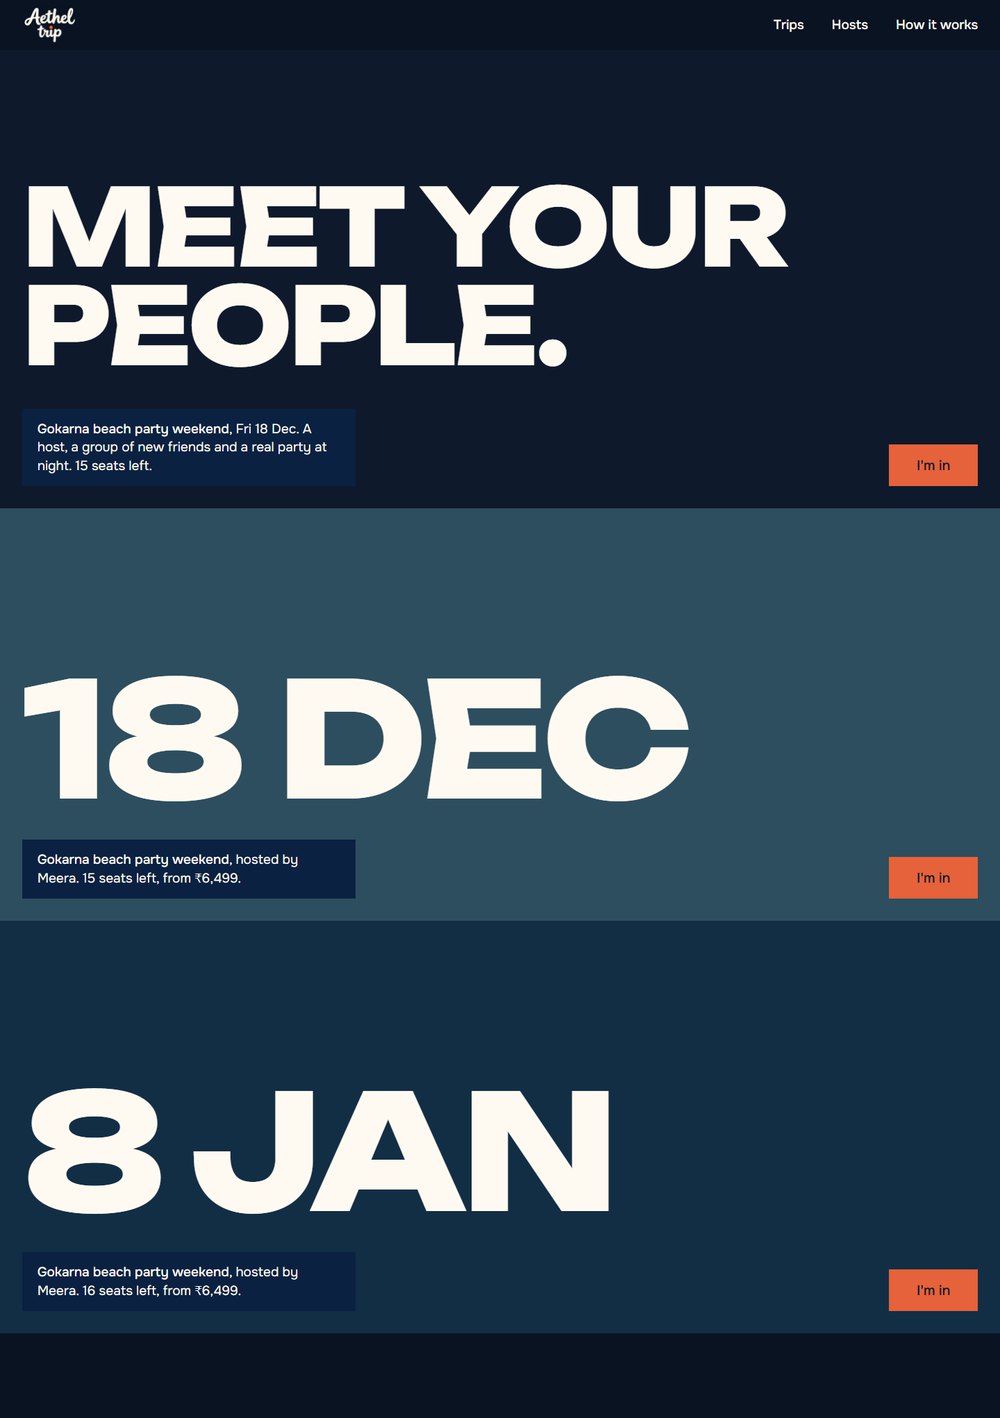 Aethel
trip
Trips Hosts How it works
MEET YOUR
PEOPLE.
Gokarna beach party weekend, Fri 18 Dec. A
host, a group of new friends and a real party at
night. 15 seats left.
I'm in
18 DEC
Gokarna beach party weekend, hosted by
Meera. 15 seats left, from ₹6,499.
I'm in
8 JAN
Gokarna beach party weekend, hosted by
Meera. 16 seats left, from ₹6,499.
I'm in